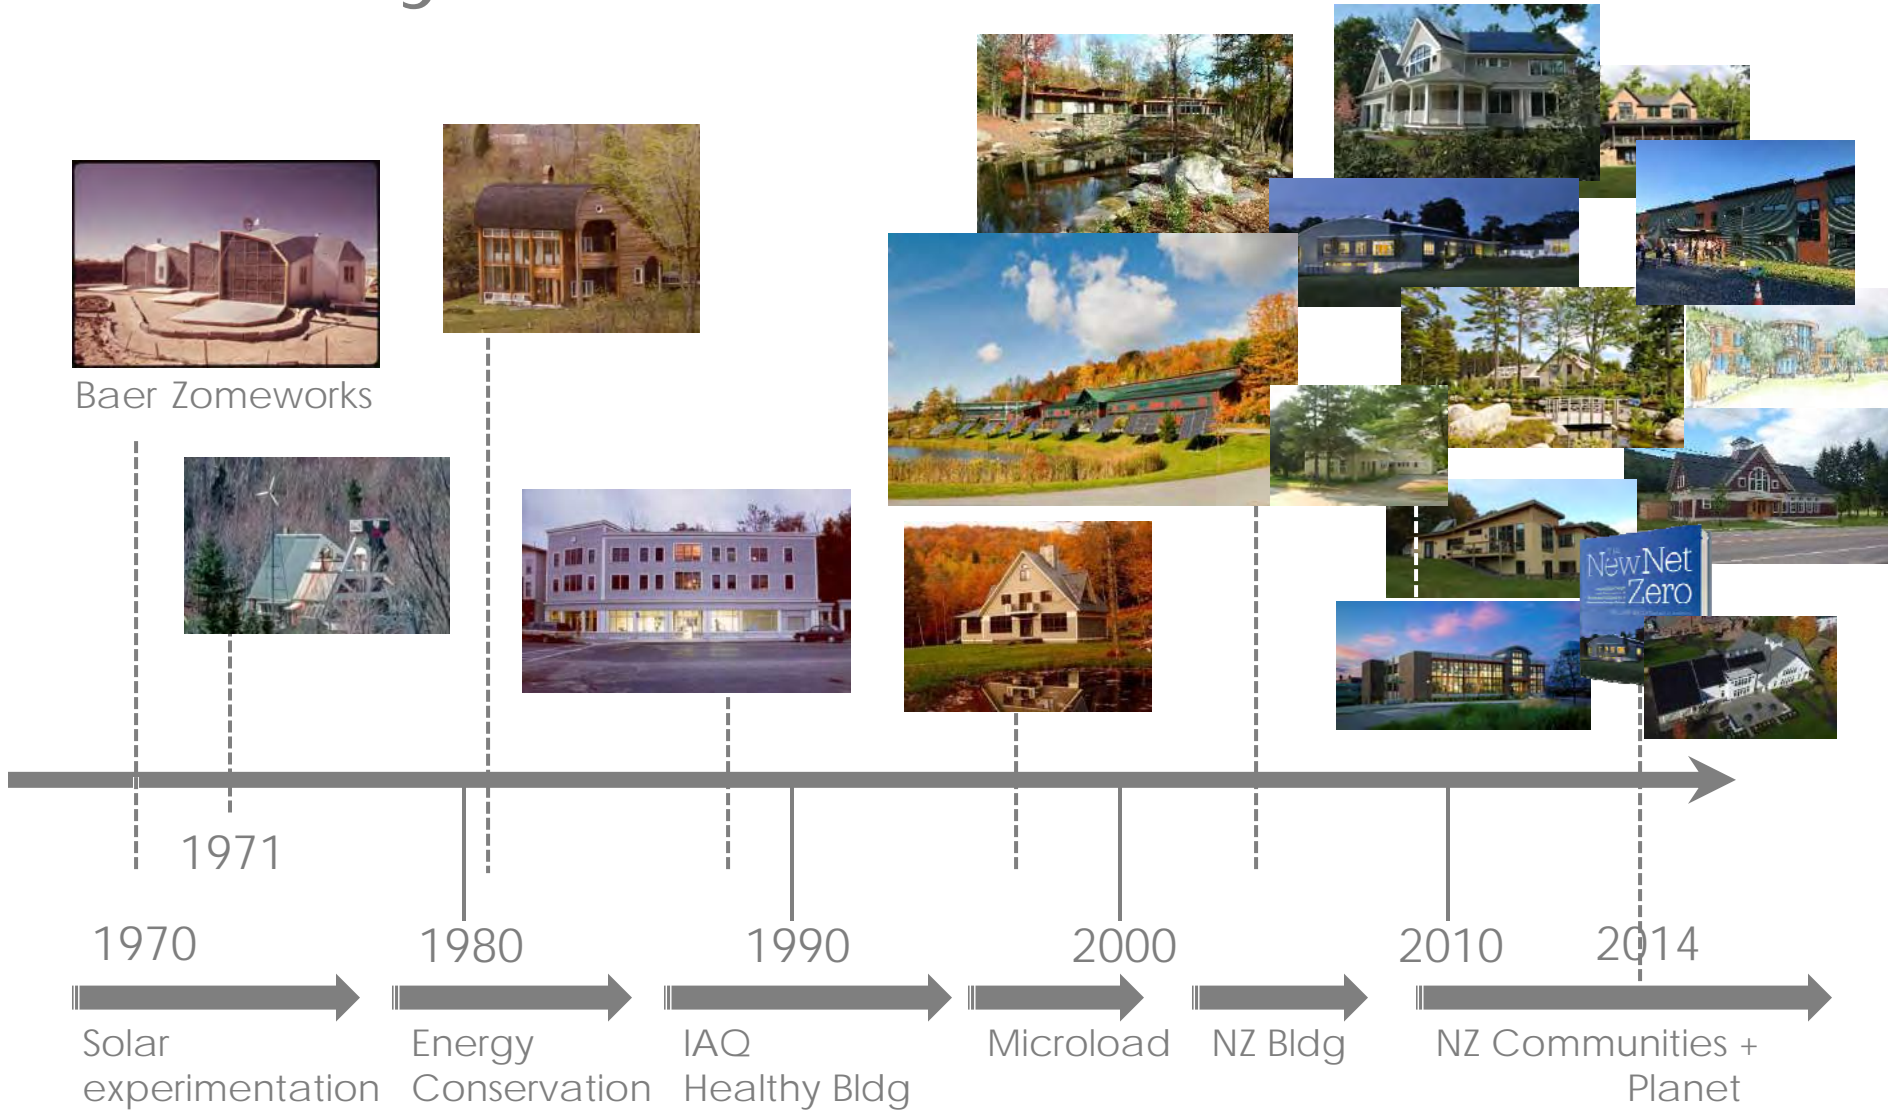 Baer Zomeworks
THE
New Net
Zero
1971
1970
1980
1990
2000
2010
2014
Solar
experimentation
Energy
Conservation
IAQ
Healthy Bldg
Microload
NZ Bldg
NZ Communities +
Planet